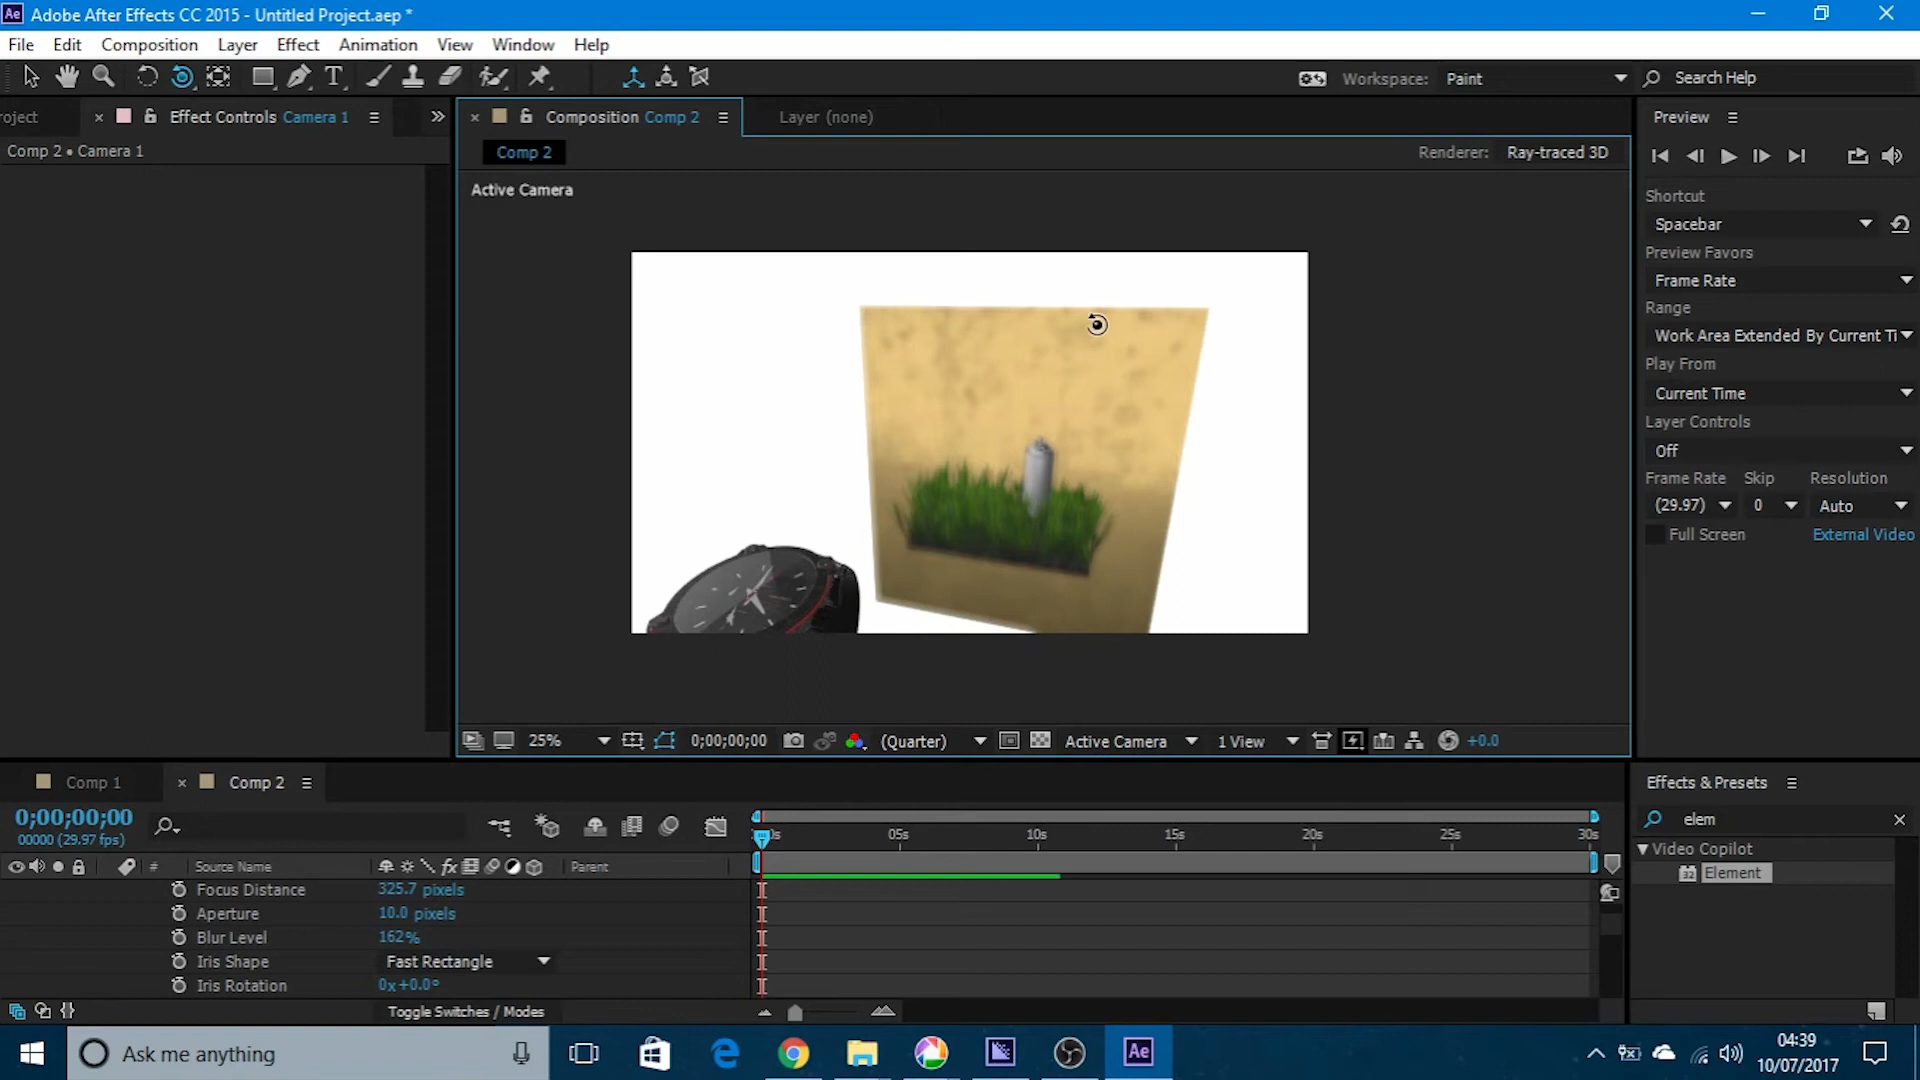 Ae Adobe After Effects CC 2015 - Untitled Project.aep *
File Edit Composition Layer Effect Animation View Window Help
T Workspace: Paint Search Help
roject Effect Controls Camera 1 Composition Comp 2 Layer (none) Preview
Comp 2 • Camera 1
Comp 2 Renderer: Ray-traced 3D
Active Camera
Shortcut
Spacebar
Preview Favors
Frame Rate
Range
Work Area Extended By Current Ti
Play From
Current Time
Layer Controls
Off
Frame Rate Skip Resolution
(29.97) 0 Auto
Full Screen External Video
25% 0;00;00;00 (Quarter) Active Camera 1 View +0.0
Comp 1 Comp 2 Effects & Presets
0;00;00;00
00000 (29.97 fps)
elem
0s 05s 10s 15s 20s 25s 30s
Video Copilot
# Source Name fx Parent
32 Element
Focus Distance 325.7 pixels
Aperture 10.0 pixels
Blur Level 162%
Iris Shape Fast Rectangle
Iris Rotation 0x+0.0°
Toggle Switches / Modes
Ask me anything Ae
04:39
10/07/2017